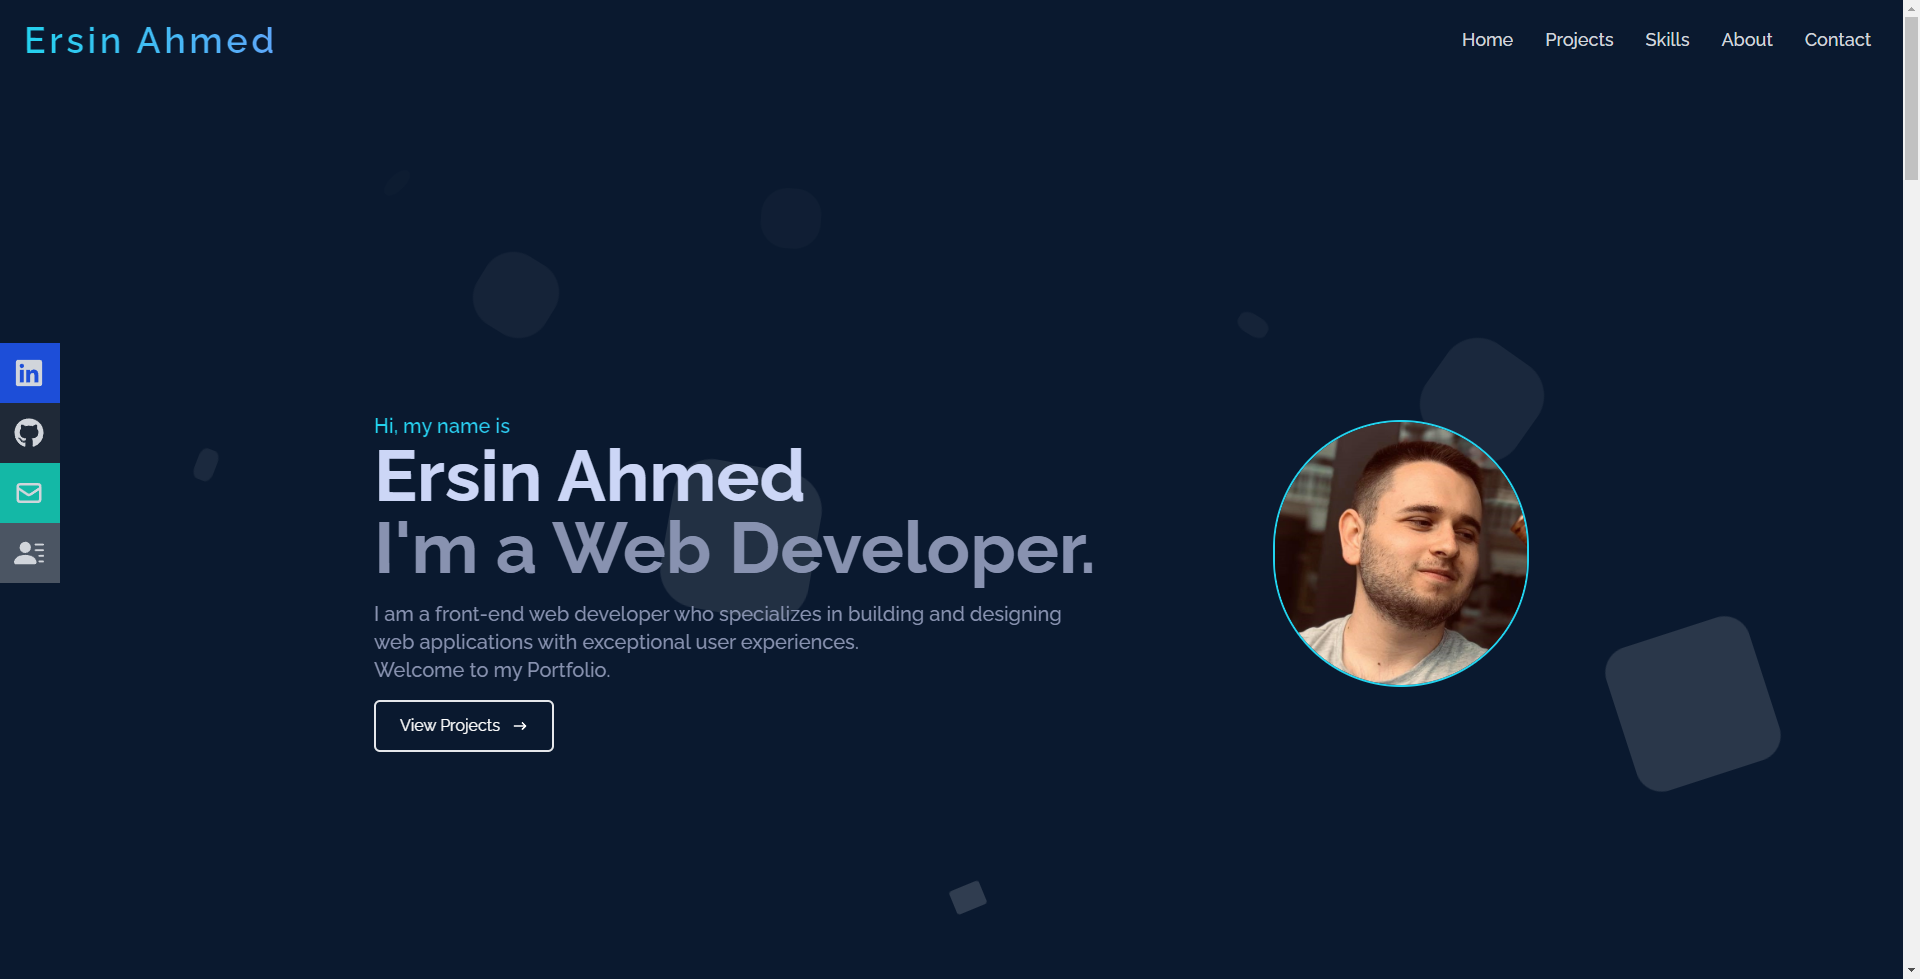 Ersin Ahmed
Home Projects Skills About Contact
in
Hi, my name is
Ersin Ahmed
I'm a Web Developer.
I am a front-end web developer who specializes in building and designing
web applications with exceptional user experiences.
Welcome to my Portfolio.
View Projects →